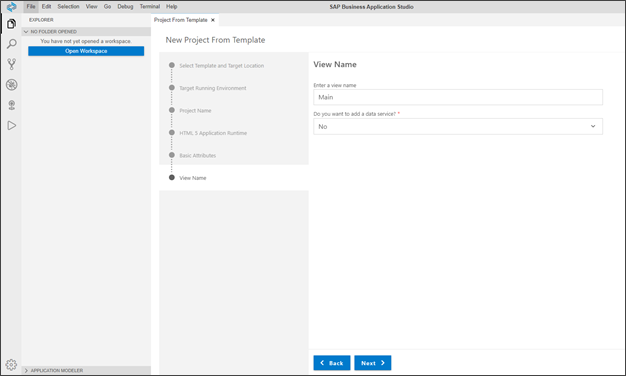 File Edit Selection View Go Debug Terminal Help
SAP Business Application Studio
EXPLORER
NO FOLDER OPENED
You have not yet opened a workspace.
Open Workspace
APPLICATION MODELER
Project From Template
New Project From Template
Select Template and Target Location
Target Running Environment
Project Name
HTML 5 Application Runtime
Basic Attributes
View Name
View Name
Enter a view name
Main
Do you want to add a data service? *
No
Back
Next